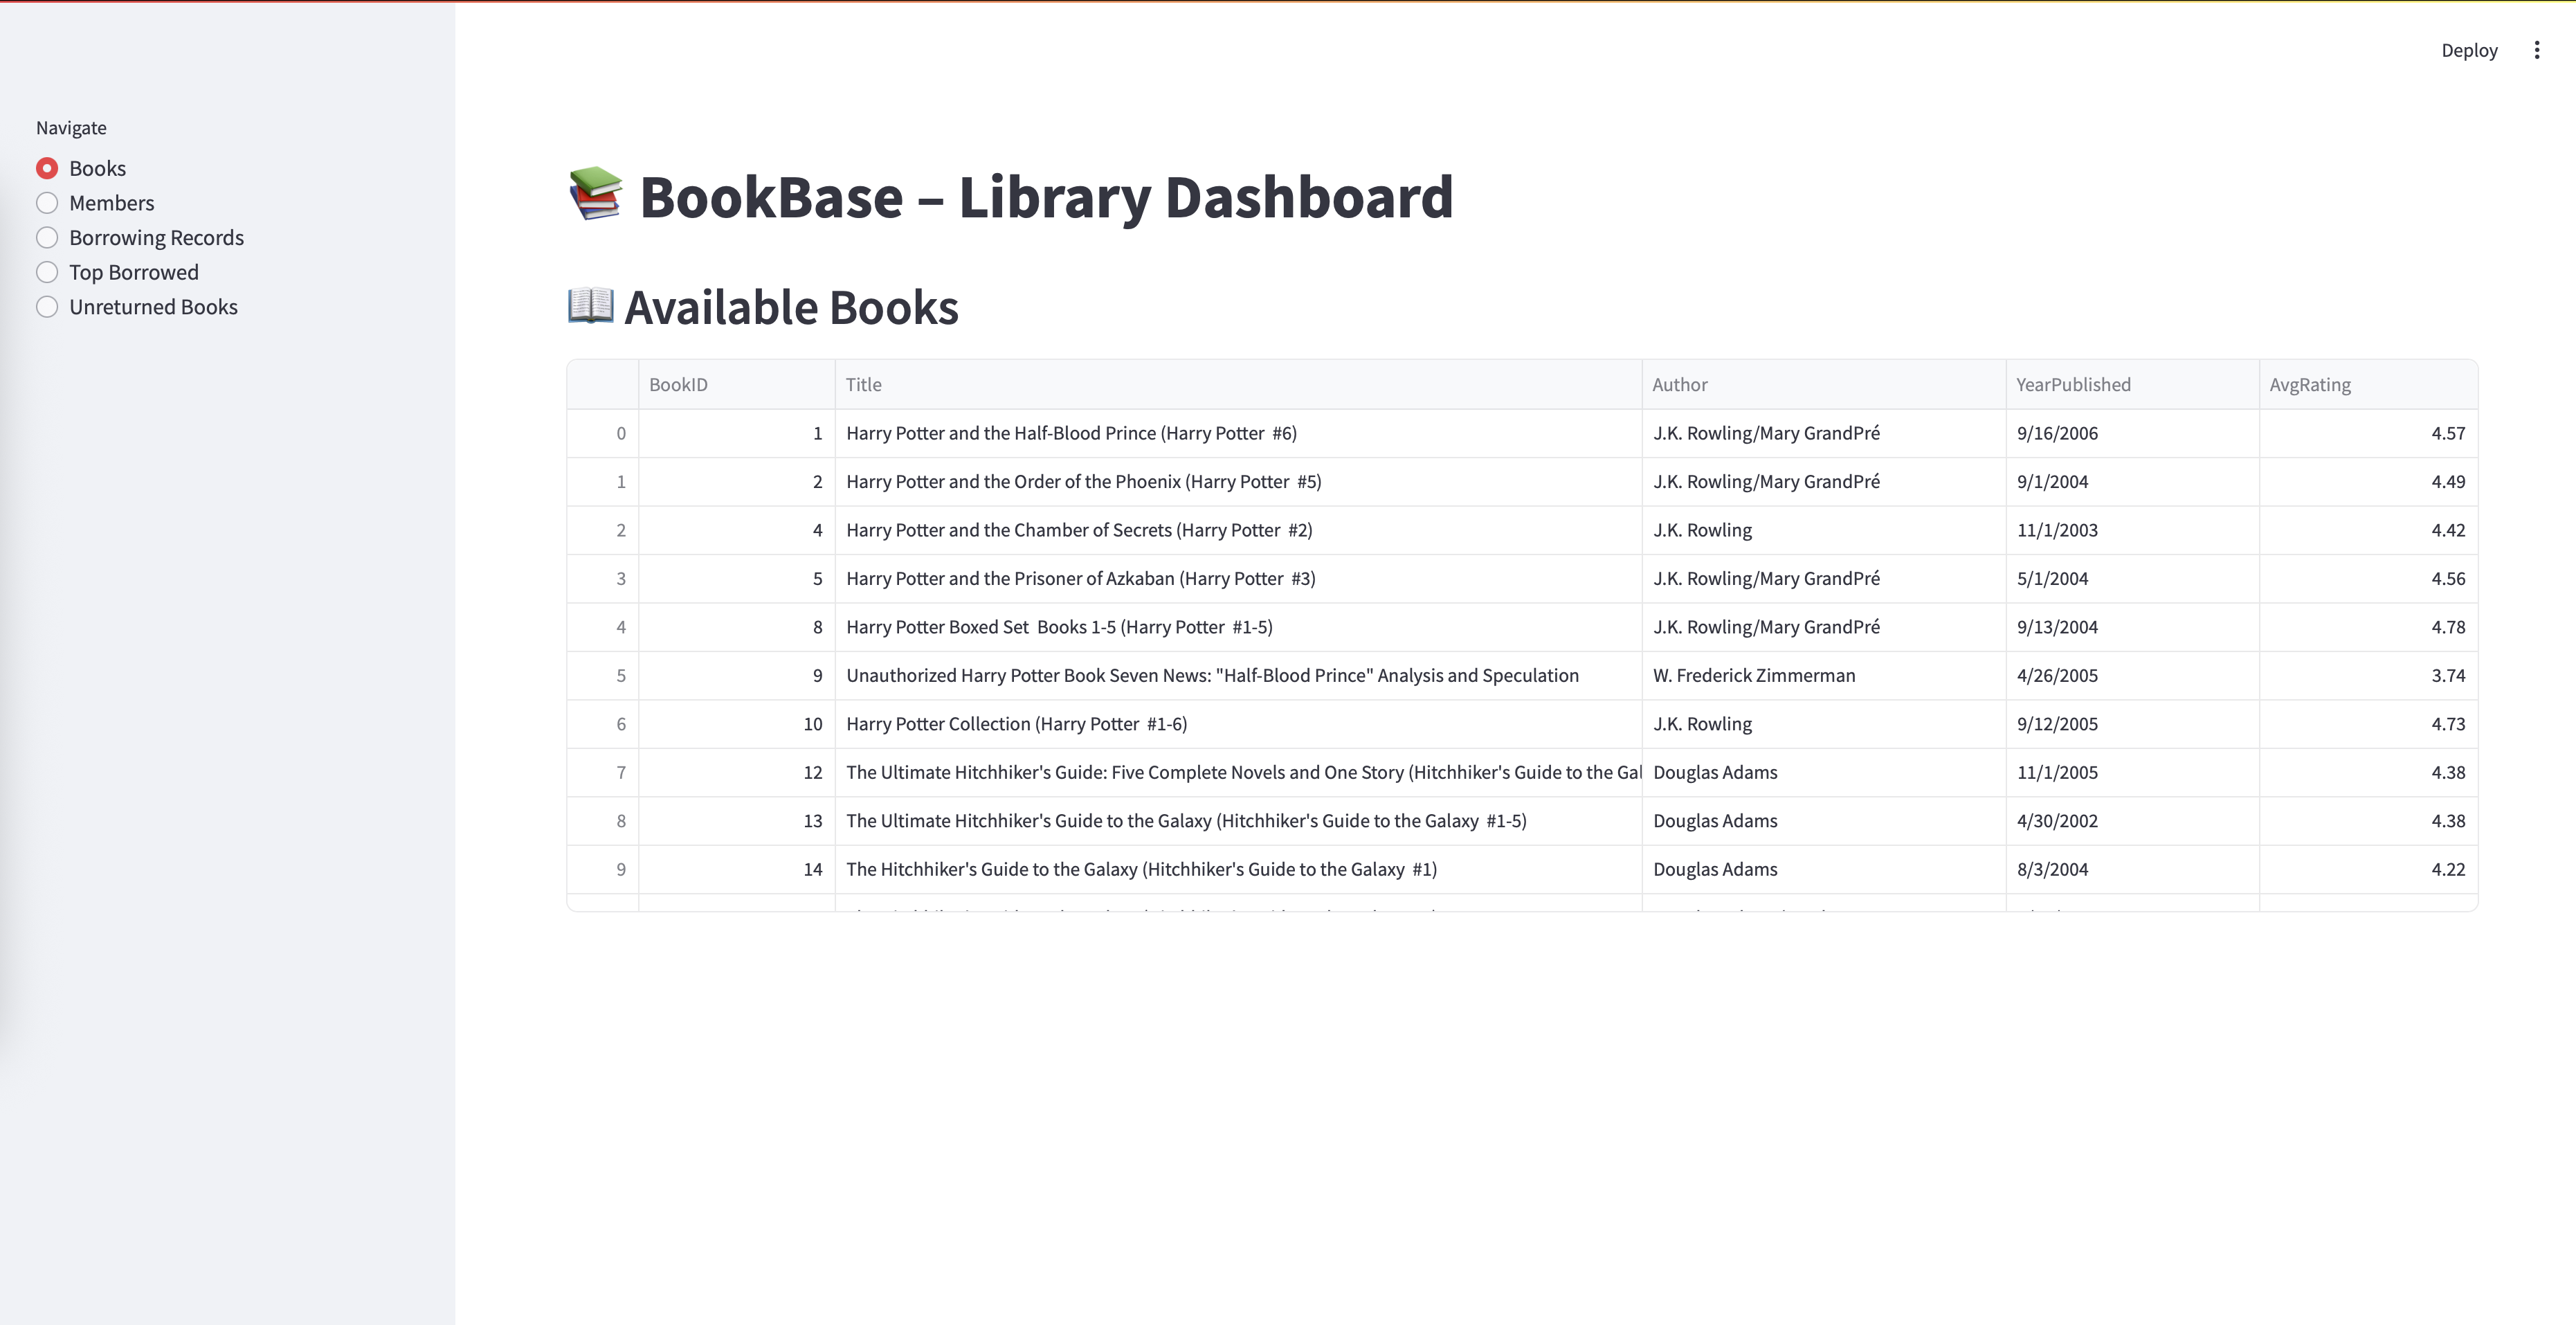 Deploy
Navigate
Books
Members
Borrowing Records
Top Borrowed
Unreturned Books
BookBase – Library Dashboard
Available Books
BookID Title Author YearPublished AvgRating
0 1 Harry Potter and the Half-Blood Prince (Harry Potter  #6) J.K. Rowling/Mary GrandPré 9/16/2006 4.57
1 2 Harry Potter and the Order of the Phoenix (Harry Potter  #5) J.K. Rowling/Mary GrandPré 9/1/2004 4.49
2 4 Harry Potter and the Chamber of Secrets (Harry Potter  #2) J.K. Rowling 11/1/2003 4.42
3 5 Harry Potter and the Prisoner of Azkaban (Harry Potter  #3) J.K. Rowling/Mary GrandPré 5/1/2004 4.56
4 8 Harry Potter Boxed Set  Books 1-5 (Harry Potter  #1-5) J.K. Rowling/Mary GrandPré 9/13/2004 4.78
5 9 Unauthorized Harry Potter Book Seven News: "Half-Blood Prince" Analysis and Speculation W. Frederick Zimmerman 4/26/2005 3.74
6 10 Harry Potter Collection (Harry Potter  #1-6) J.K. Rowling 9/12/2005 4.73
7 12 The Ultimate Hitchhiker's Guide: Five Complete Novels and One Story (Hitchhiker's Guide to the Gal Douglas Adams 11/1/2005 4.38
8 13 The Ultimate Hitchhiker's Guide to the Galaxy (Hitchhiker's Guide to the Galaxy  #1-5) Douglas Adams 4/30/2002 4.38
9 14 The Hitchhiker's Guide to the Galaxy (Hitchhiker's Guide to the Galaxy  #1) Douglas Adams 8/3/2004 4.22